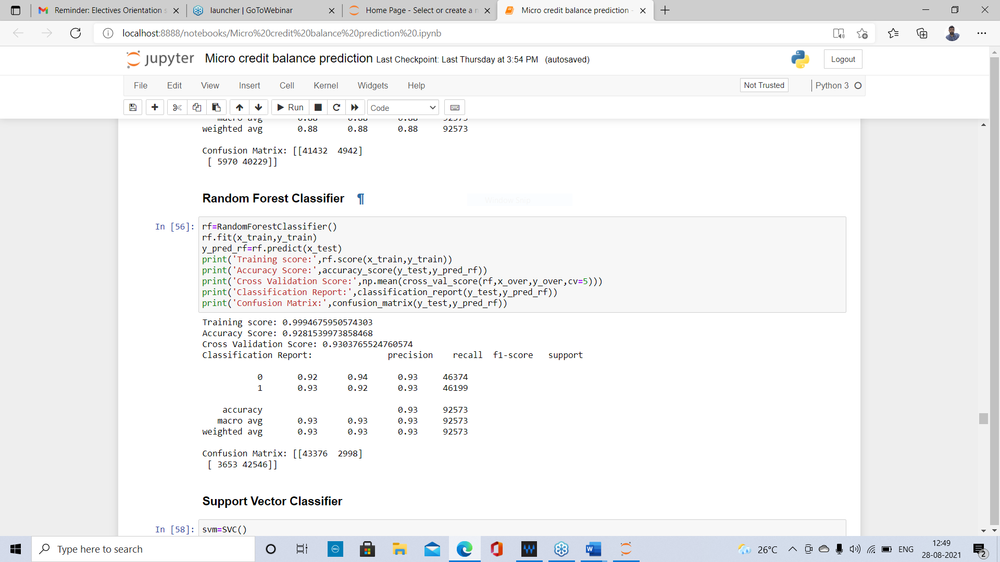 Reminder: Electives Orientation s
launcher | GoToWebinar
Home Page - Select or create a n
Micro credit balance prediction -
localhost:8888/notebooks/Micro%20credit%20balance%20prediction%20.ipynb
jupyter Micro credit balance prediction Last Checkpoint: Last Thursday at 3:54 PM (autosaved)
Logout
File Edit View Insert Cell Kernel Widgets Help
Not Trusted
Python 3
Run
Code
macro avg 0.88 0.88 0.88 92573
weighted avg 0.88 0.88 0.88 92573
Confusion Matrix: [[41432 4942]
[ 5970 40229]]
Random Forest Classifier ¶
Window Snip
In [56]:
rf=RandomForestClassifier()
rf.fit(x_train,y_train)
y_pred_rf=rf.predict(x_test)
print('Training score:',rf.score(x_train,y_train))
print('Accuracy Score:',accuracy_score(y_test,y_pred_rf))
print('Cross Validation Score:',np.mean(cross_val_score(rf,x_over,y_over,cv=5)))
print('Classification Report:',classification_report(y_test,y_pred_rf))
print('Confusion Matrix:',confusion_matrix(y_test,y_pred_rf))
Training score: 0.9994675950574303
Accuracy Score: 0.9281539973858468
Cross Validation Score: 0.9303765524760574
Classification Report: precision recall f1-score support
0 0.92 0.94 0.93 46374
1 0.93 0.92 0.93 46199
accuracy 0.93 92573
macro avg 0.93 0.93 0.93 92573
weighted avg 0.93 0.93 0.93 92573
Confusion Matrix: [[43376 2998]
[ 3653 42546]]
Support Vector Classifier
In [58]:
svm=SVC()
Type here to search
26°C
ENG
12:49
28-08-2021
2